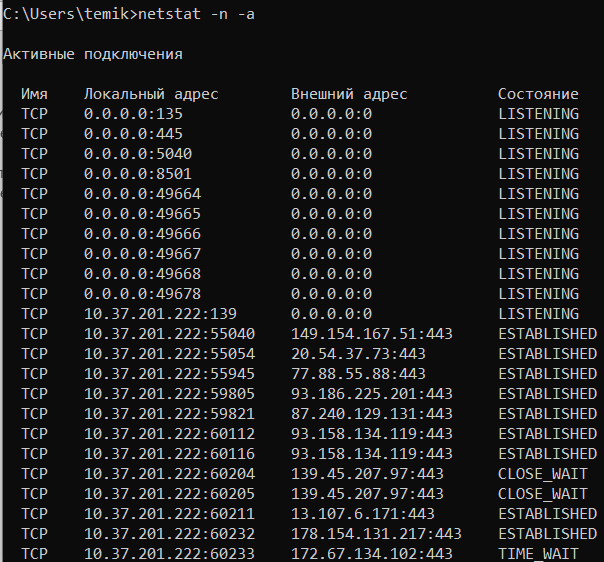 C:\Users\temik>netstat -n -a
Активные подключения
Имя Локальный адрес Внешний адрес Состояние
TCP 0.0.0.0:135 0.0.0.0:0 LISTENING
TCP 0.0.0.0:445 0.0.0.0:0 LISTENING
TCP 0.0.0.0:5040 0.0.0.0:0 LISTENING
TCP 0.0.0.0:8501 0.0.0.0:0 LISTENING
TCP 0.0.0.0:49664 0.0.0.0:0 LISTENING
TCP 0.0.0.0:49665 0.0.0.0:0 LISTENING
TCP 0.0.0.0:49666 0.0.0.0:0 LISTENING
TCP 0.0.0.0:49667 0.0.0.0:0 LISTENING
TCP 0.0.0.0:49668 0.0.0.0:0 LISTENING
TCP 0.0.0.0:49678 0.0.0.0:0 LISTENING
TCP 10.37.201.222:139 0.0.0.0:0 LISTENING
TCP 10.37.201.222:55040 149.154.167.51:443 ESTABLISHED
TCP 10.37.201.222:55054 20.54.37.73:443 ESTABLISHED
TCP 10.37.201.222:55945 77.88.55.88:443 ESTABLISHED
TCP 10.37.201.222:59805 93.186.225.201:443 ESTABLISHED
TCP 10.37.201.222:59821 87.240.129.131:443 ESTABLISHED
TCP 10.37.201.222:60112 93.158.134.119:443 ESTABLISHED
TCP 10.37.201.222:60116 93.158.134.119:443 ESTABLISHED
TCP 10.37.201.222:60204 139.45.207.97:443 CLOSE_WAIT
TCP 10.37.201.222:60205 139.45.207.97:443 CLOSE_WAIT
TCP 10.37.201.222:60211 13.107.6.171:443 ESTABLISHED
TCP 10.37.201.222:60232 178.154.131.217:443 ESTABLISHED
TCP 10.37.201.222:60233 172.67.134.102:443 TIME_WAIT